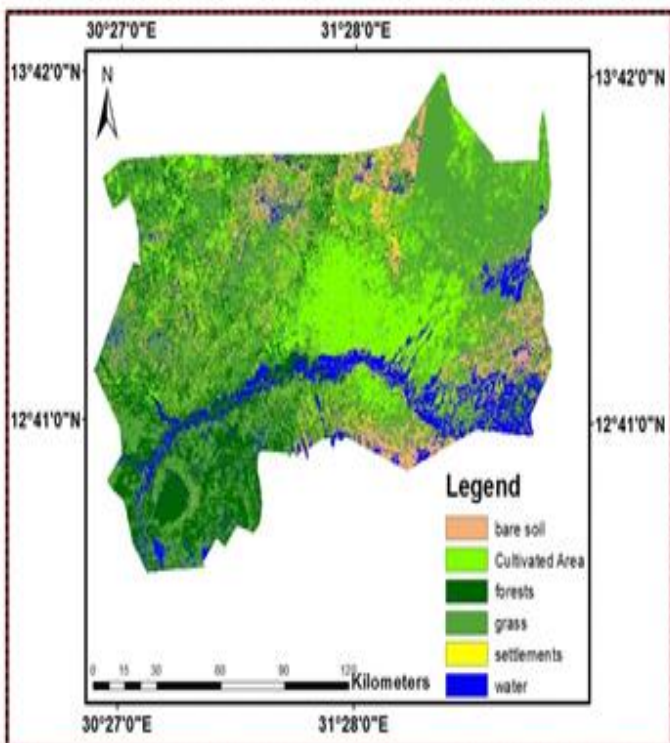 30°27'0"E 31°28'0"E
13°42'0"N 13°42'0"N
N
12°41'0"N 12°41'0"N
Legend
bare soil
Cultivated Area
forests
grass
settlements
water
0 15 30 60 90 120
Kilometers
30°27'0"E 31°28'0"E